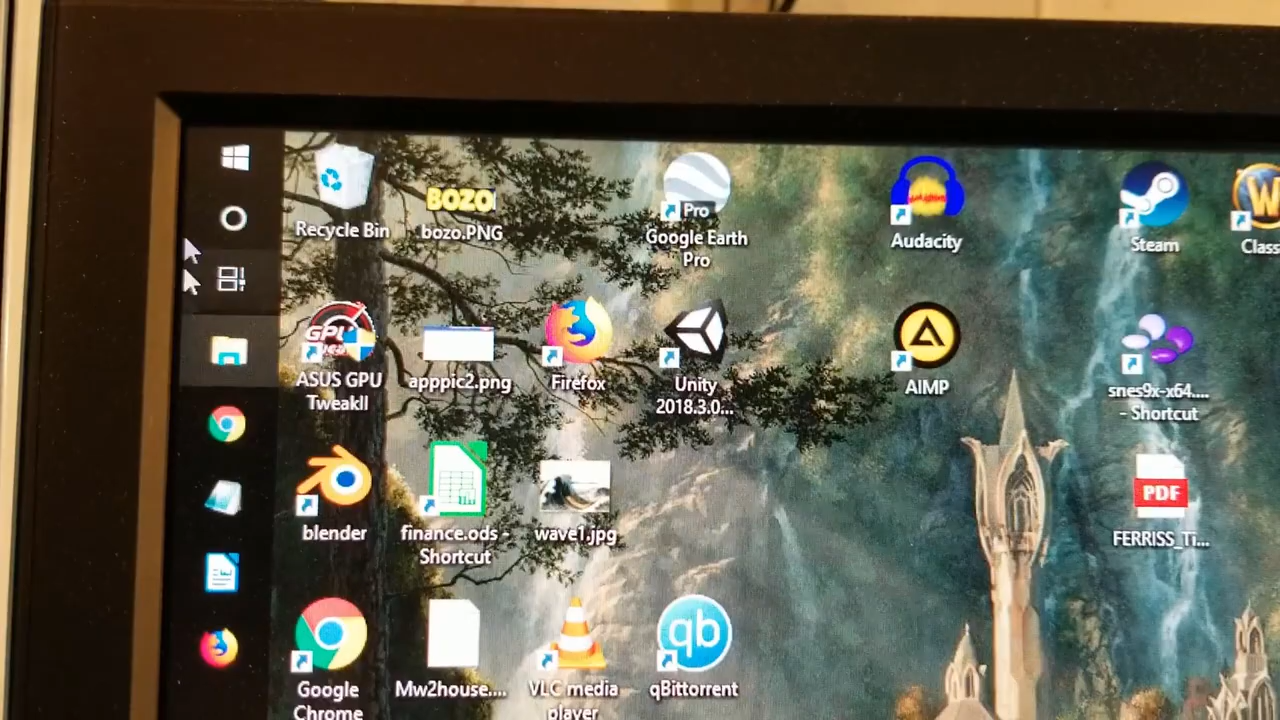 Recycle Bin
BOZO
bozo.PNG
Pro
Google Earth
Pro
Audacity
Steam
W
Class
GPU
ASUS GPU
TweakII
apppic2.png
Firefox
Unity
2018.3.0...
AIMP
snes9x-x64....
- Shortcut
blender
finance.ods -
Shortcut
wave1.jpg
PDF
FERRISS_Ti...
Google
Chrome
Mw2house....
VLC media
player
qb
qBittorrent